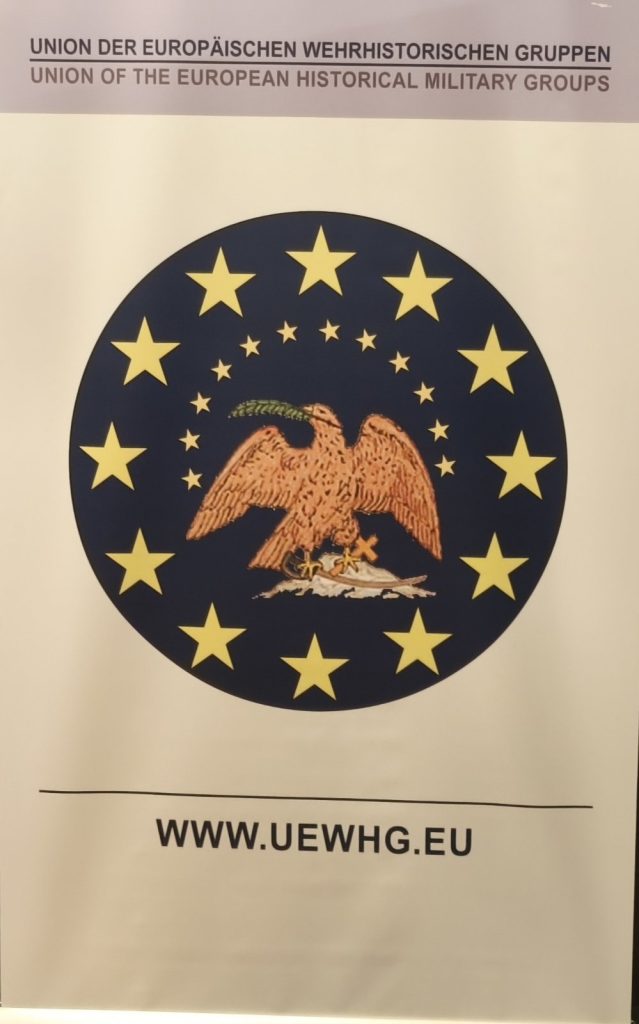 UNION DER EUROPÄISCHEN WEHRHISTORISCHEN GRUPPEN
UNION OF THE EUROPEAN HISTORICAL MILITARY GROUPS
WWW.UEWHG.EU